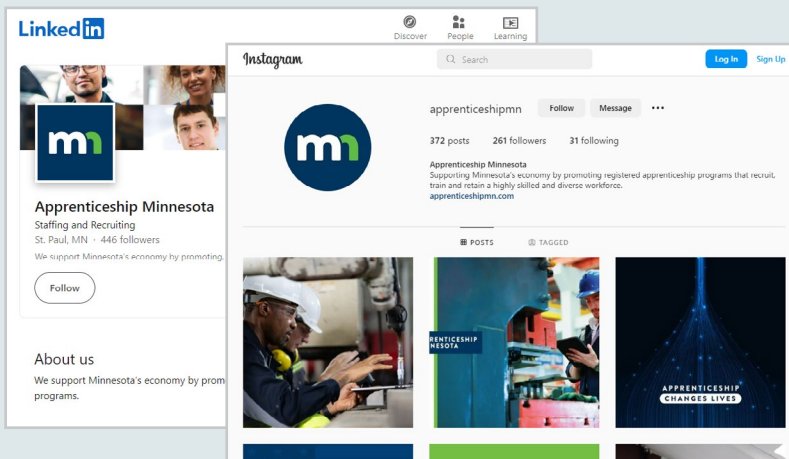 Linked in
Discover People Learning
mn
Apprenticeship Minnesota
Staffing and Recruiting
St. Paul, MN · 446 followers
We support Minnesota's economy by promoting,
Follow
About us
We support Minnesota's economy by prom
programs.
Instagram
Search
Log In Sign Up
mn
apprenticeshipmn Follow Message •••
372 posts 261 followers 31 following
Apprenticeship Minnesota
Supporting Minnesota's economy by promoting registered apprenticeship programs that recruit,
train and retain a highly skilled and diverse workforce.
apprenticeshipmn.com
POSTS TAGGED
RENTICESHIP
NESOTA
APPRENTICESHIP
CHANGES LIVES